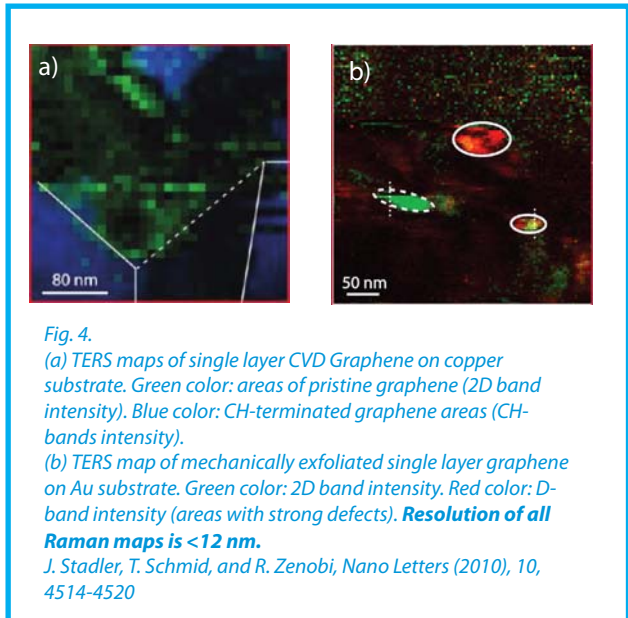 a)
b)
80 nm
50 nm
Fig. 4.
(a) TERS maps of single layer CVD Graphene on copper
substrate. Green color: areas of pristine graphene (2D band
intensity). Blue color: CH-terminated graphene areas (CH-
bands intensity).
(b) TERS map of mechanically exfoliated single layer graphene
on Au substrate. Green color: 2D band intensity. Red color: D-
band intensity (areas with strong defects). Resolution of all
Raman maps is <12 nm.
J. Stadler, T. Schmid, and R. Zenobi, Nano Letters (2010), 10,
4514-4520